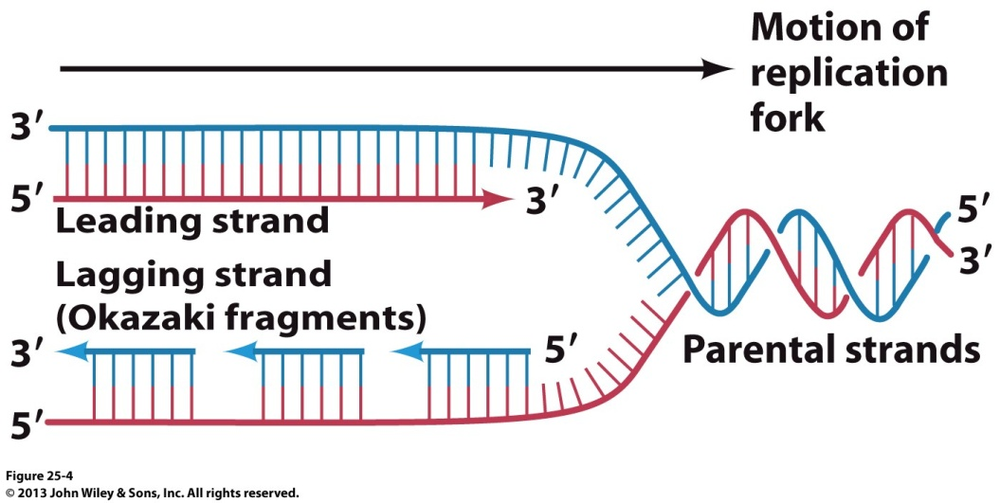 Motion of
replication
fork
3′
5′
3′
Leading strand
5′
3′
Lagging strand
(Okazaki fragments)
3′
5′
Parental strands
5′
Figure 25-4
© 2013 John Wiley & Sons, Inc. All rights reserved.